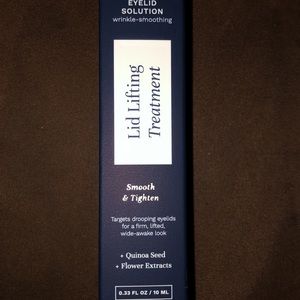 EYELID
SOLUTION
wrinkle-smoothing
Lid Lifting
Treatment
Smooth
& Tighten
Targets drooping eyelids
for a firm, lifted,
wide-awake look
+ Quinoa Seed
+ Flower Extracts
0.33 FL OZ / 10 ML